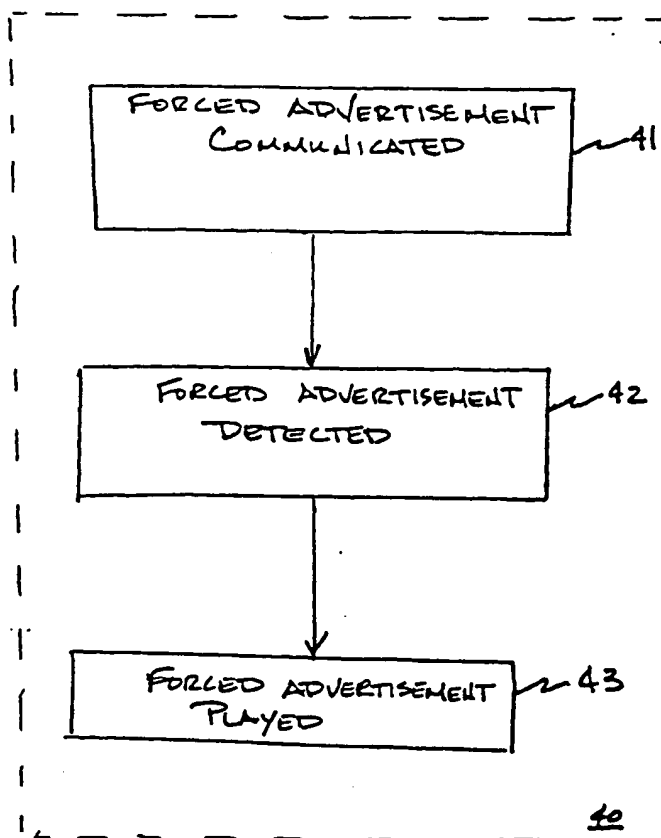 FORCED ADVERTISEMENT
COMMUNICATED
41
FORCED ADVERTISEMENT
DETECTED
42
FORCED ADVERTISEMENT
PLAYED
43
40